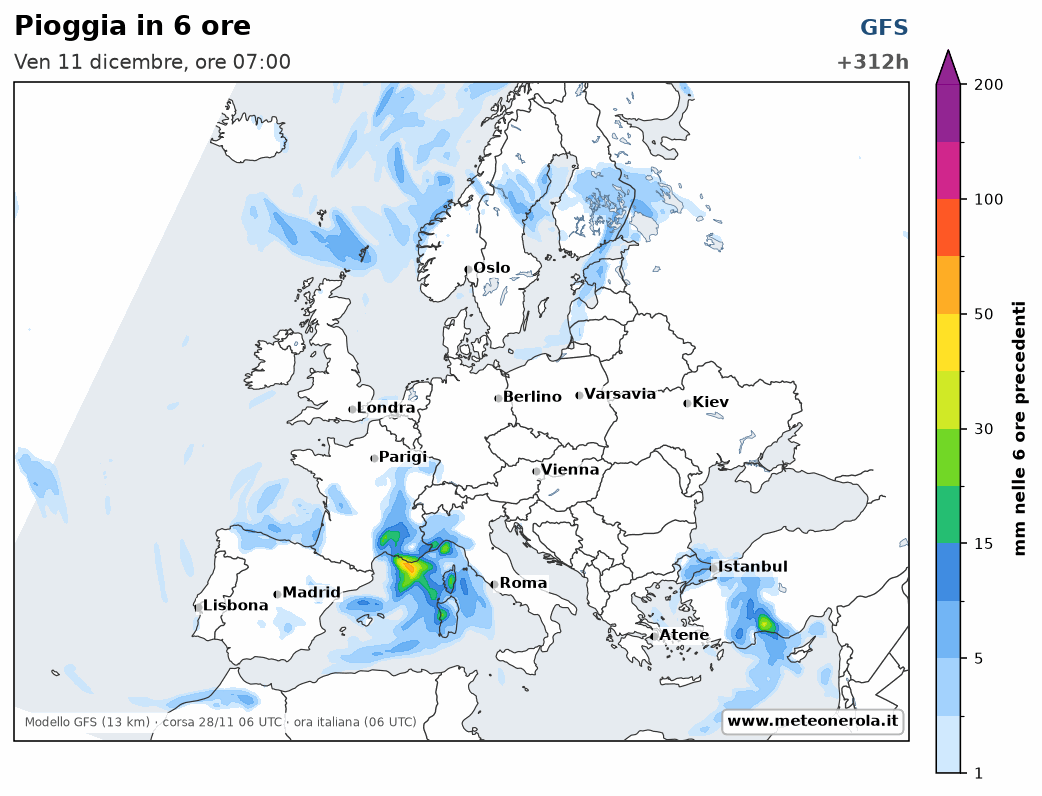 Pioggia in 6 ore
GFS
Ven 11 dicembre, ore 07:00
+312h
200
100
50
30
15
5
1
mm nelle 6 ore precedenti
Oslo
Berlino
Varsavia
Kiev
Londra
Parigi
Vienna
Istanbul
Roma
Madrid
Lisbona
Atene
Modello GFS (13 km) · corsa 28/11 06 UTC · ora italiana (06 UTC)
www.meteonerola.it